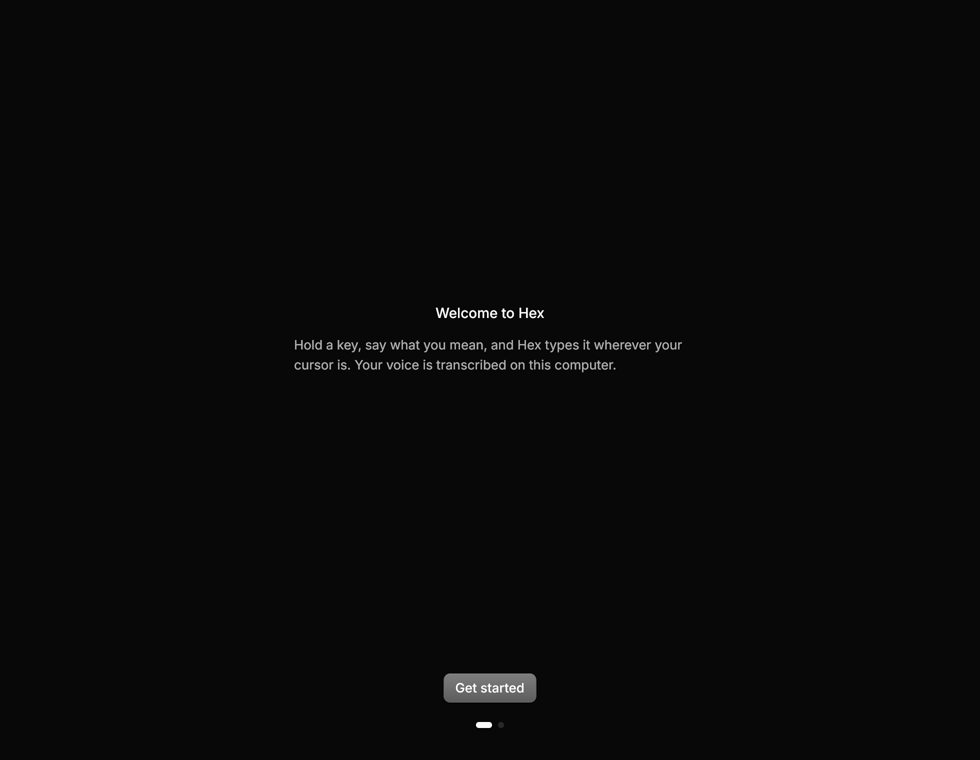 Welcome to Hex
Hold a key, say what you mean, and Hex types it wherever your
cursor is. Your voice is transcribed on this computer.
Get started